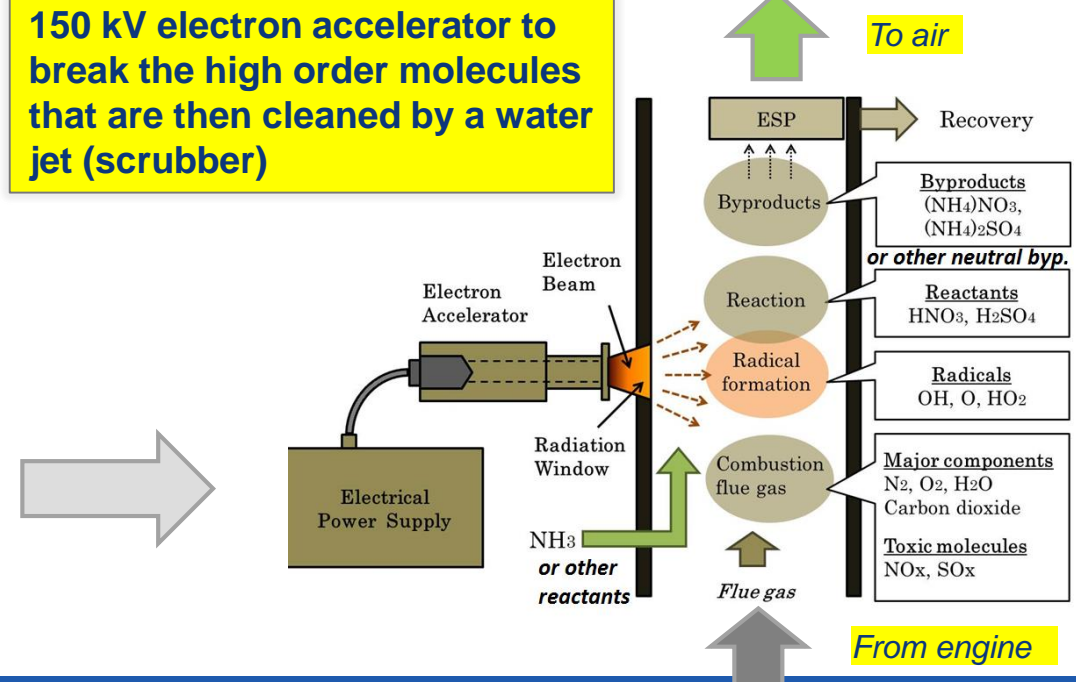 150 kV electron accelerator to
break the high order molecules
that are then cleaned by a water
jet (scrubber)
To air
ESP
Recovery
Byproducts
Byproducts
(NH4)NO3,
(NH4)2SO4
or other neutral byp.
Electron
Beam
Electron
Accelerator
Reaction
Reactants
HNO3, H2SO4
Radical
formation
Radicals
OH, O, HO2
Radiation
Window
Combustion
flue gas
Major components
N2, O2, H2O
Carbon dioxide
Toxic molecules
NOx, SOx
Electrical
Power Supply
NH3
or other
reactants
Flue gas
From engine